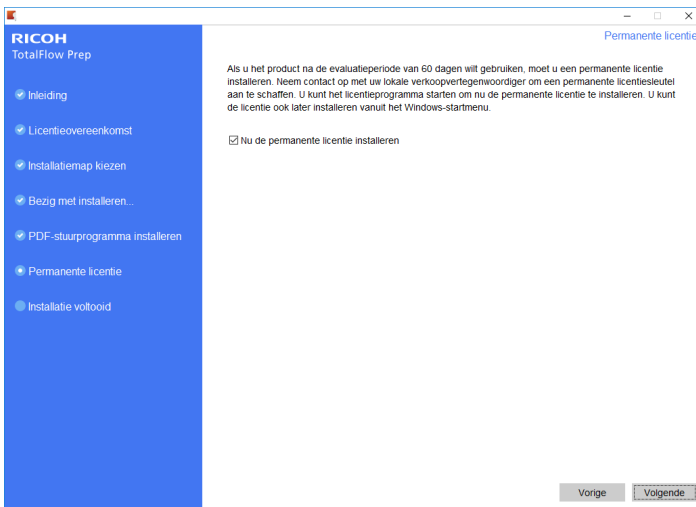 RICOH
TotalFlow Prep
Permanente licentie
Als u het product na de evaluatieperiode van 60 dagen wilt gebruiken, moet u een permanente licentie
installeren. Neem contact op met uw lokale verkoopvertegenwoordiger om een permanente licentiesleutel
aan te schaffen. U kunt het licentieprogramma starten om nu de permanente licentie te installeren. U kunt
de licentie ook later installeren vanuit het Windows-startmenu.
Nu de permanente licentie installeren
Inleiding
Licentieovereenkomst
Installatiemap kiezen
Bezig met installeren...
PDF-stuurprogramma installeren
Permanente licentie
Installatie voltooid
Vorige
Volgende